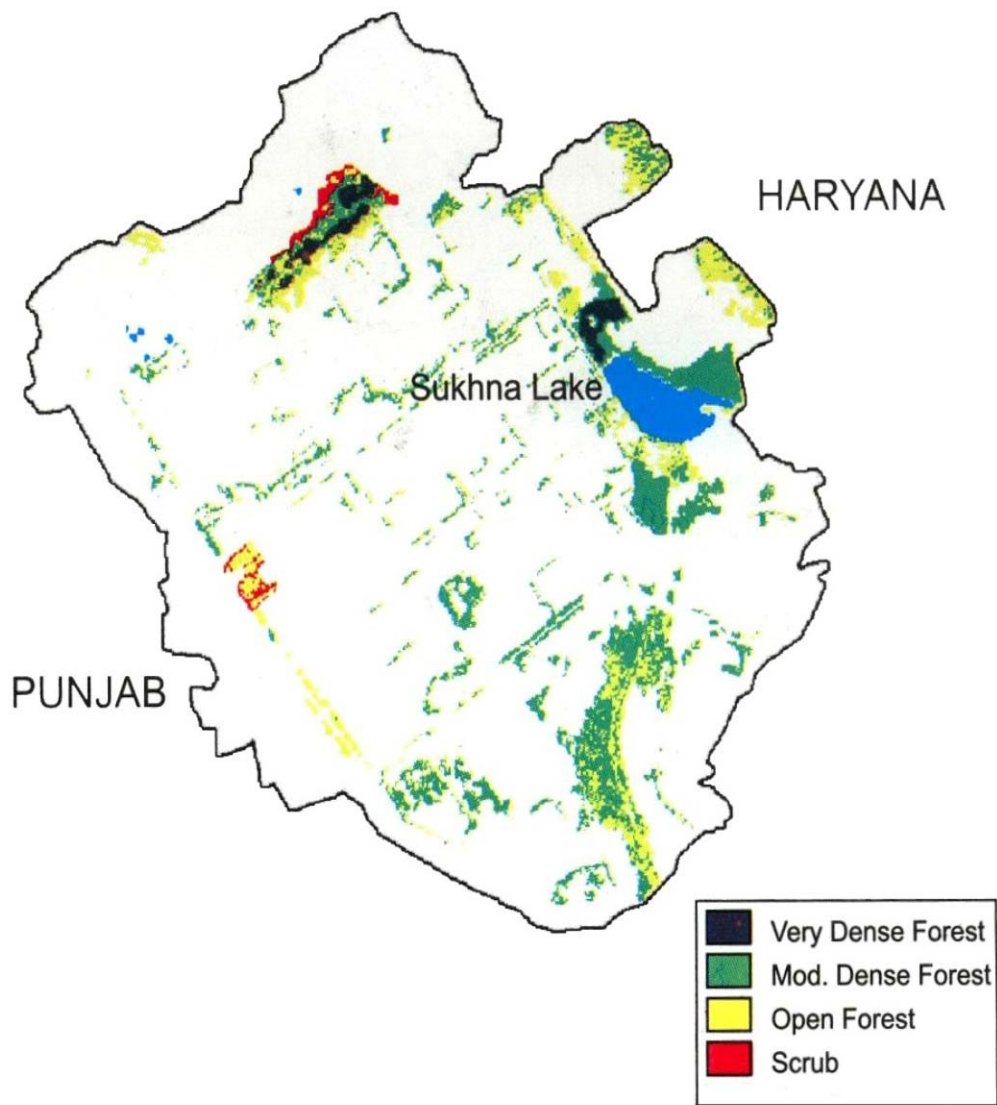 HARYANA
Sukhna Lake
PUNJAB
Very Dense Forest
Mod. Dense Forest
Open Forest
Scrub